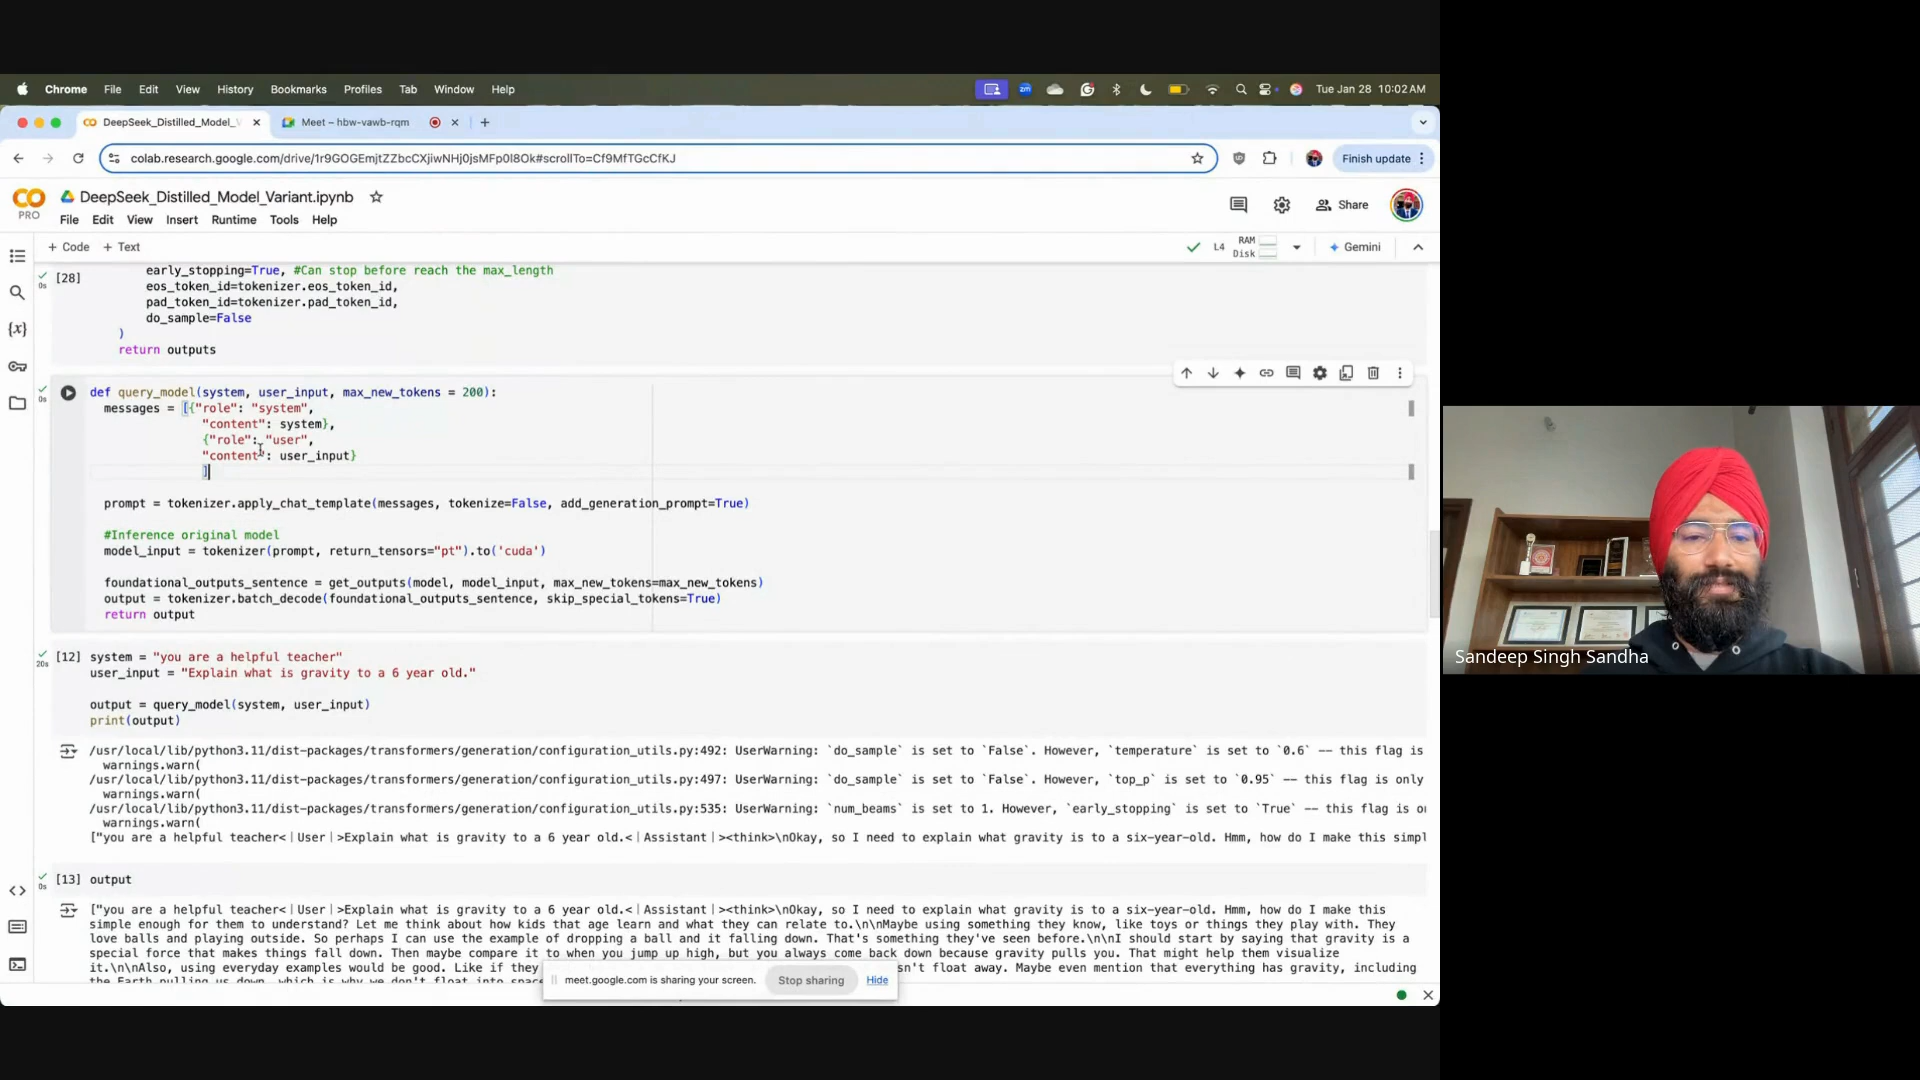 Chrome File Edit View History Bookmarks Profiles Tab Window Help Tue Jan 28 10:02 AM
DeepSeek_Distilled_Model_V Meet – hbw-vawb-rqm
colab.research.google.com/drive/1r9GOGEmjtZZbcCXjiwNHj0jsMFp0I8Ok#scrollTo=Cf9MfTGcCfKJ Finish update
CO PRO
DeepSeek_Distilled_Model_Variant.ipynb
File Edit View Insert Runtime Tools Help Share
+ Code + Text L4 RAM Disk Gemini
[28] early_stopping=True, #Can stop before reach the max_length
0s eos_token_id=tokenizer.eos_token_id,
pad_token_id=tokenizer.pad_token_id,
do_sample=False
)
return outputs
def query_model(system, user_input, max_new_tokens = 200):
0s messages = [{"role": "system",
"content": system},
{"role": "user",
"content": user_input}
]
prompt = tokenizer.apply_chat_template(messages, tokenize=False, add_generation_prompt=True)
#Inference original model
model_input = tokenizer(prompt, return_tensors="pt").to('cuda')
foundational_outputs_sentence = get_outputs(model, model_input, max_new_tokens=max_new_tokens)
output = tokenizer.batch_decode(foundational_outputs_sentence, skip_special_tokens=True)
return output
[12] system = "you are a helpful teacher"
20s user_input = "Explain what is gravity to a 6 year old."
output = query_model(system, user_input)
print(output)
/usr/local/lib/python3.11/dist-packages/transformers/generation/configuration_utils.py:492: UserWarning: `do_sample` is set to `False`. However, `temperature` is set to `0.6` -- this flag is
warnings.warn(
/usr/local/lib/python3.11/dist-packages/transformers/generation/configuration_utils.py:497: UserWarning: `do_sample` is set to `False`. However, `top_p` is set to `0.95` -- this flag is only
warnings.warn(
/usr/local/lib/python3.11/dist-packages/transformers/generation/configuration_utils.py:535: UserWarning: `num_beams` is set to 1. However, `early_stopping` is set to `True` -- this flag is
warnings.warn(
["you are a helpful teacher<|User|>Explain what is gravity to a 6 year old.<|Assistant|><think>\nOkay, so I need to explain what gravity is to a six-year-old. Hmm, how do I make this simpl
[13] output
0s
["you are a helpful teacher<|User|>Explain what is gravity to a 6 year old.<|Assistant|><think>\nOkay, so I need to explain what gravity is to a six-year-old. Hmm, how do I make this
simple enough for them to understand? Let me think about how kids that age learn and what they can relate to.\n\nMaybe using something they know, like toys or things they play with. They
love balls and playing outside. So perhaps I can use the example of dropping a ball and it falling down. That's something they've seen before.\n\nI should start by saying that gravity is a
special force that makes things fall down. Then maybe compare it to when you jump up high, but you always come back down because gravity pulls you. That might help them visualize
it.\n\nAlso, using everyday examples would be good. Like if they sn't float away. Maybe even mention that everything has gravity, including
the Earth pulling us down, which is why we don't float into space
meet.google.com is sharing your screen. Stop sharing Hide
Sandeep Singh Sandha